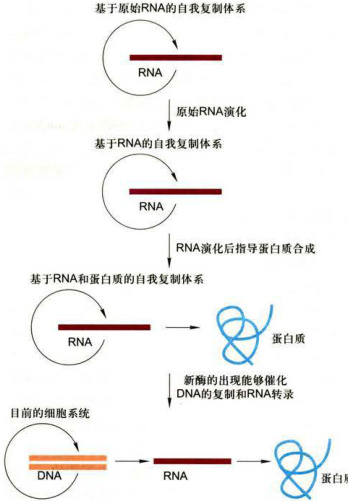 基于原始RNA的自我复制体系
RNA
原始RNA演化
基于RNA的自我复制体系
RNA
RNA演化后指导蛋白质合成
基于RNA和蛋白质的自我复制体系
RNA
蛋白质
新酶的出现能够催化
DNA的复制和RNA转录
目前的细胞系统
DNA
RNA
蛋白质